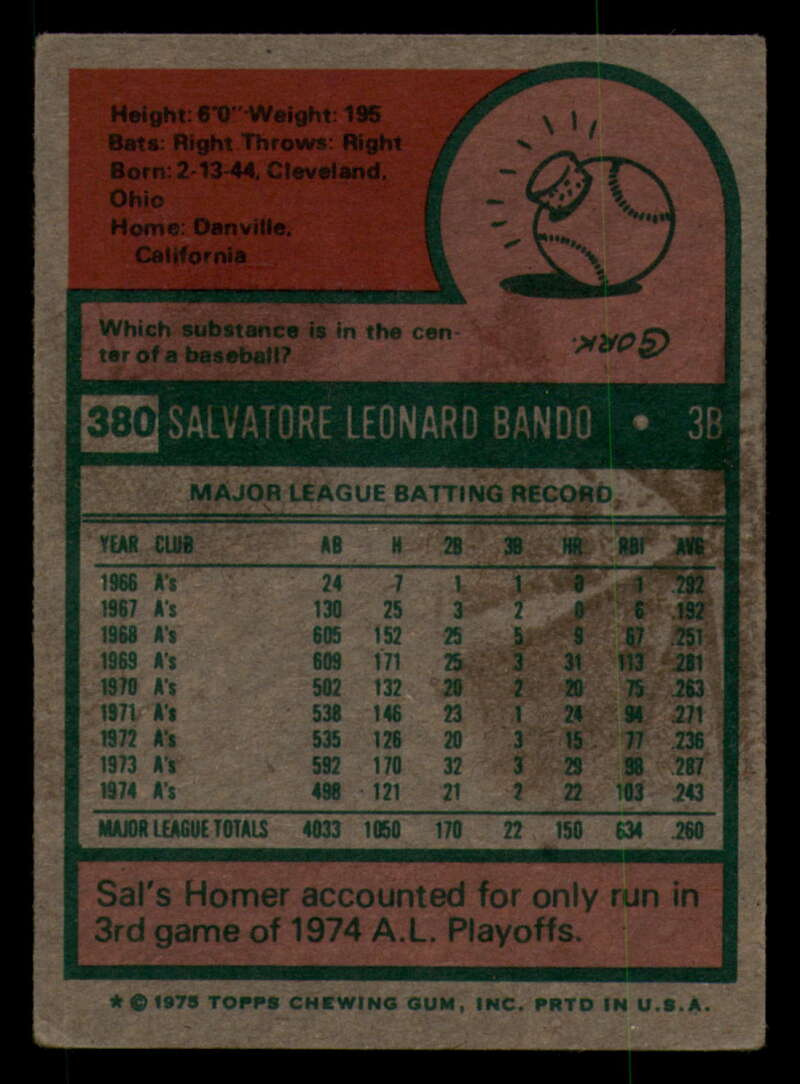 Height: 6'0" Weight: 195
Bats: Right Throws: Right
Born: 2-13-44, Cleveland,
Ohio
Home: Danville,
California
Which substance is in the cen-
ter of a baseball?
CORK.
380 SALVATORE LEONARD BANDO • 3B
MAJOR LEAGUE BATTING RECORD
YEAR CLUB AB H 2B 3B HR RBI AVG
1966 A's 24 7 1 1 0 1 .292
1967 A's 130 25 3 2 0 6 .192
1968 A's 605 152 25 5 9 67 .251
1969 A's 609 171 25 3 31 113 .281
1970 A's 502 132 20 2 20 75 .263
1971 A's 538 146 23 1 24 94 .271
1972 A's 535 126 20 3 15 77 .236
1973 A's 592 170 32 3 29 98 .287
1974 A's 498 121 21 2 22 103 .243
MAJOR LEAGUE TOTALS 4033 1050 170 22 150 634 .260
Sal's Homer accounted for only run in
3rd game of 1974 A.L. Playoffs.
* © 1975 TOPPS CHEWING GUM, INC. PRTD IN U.S.A.